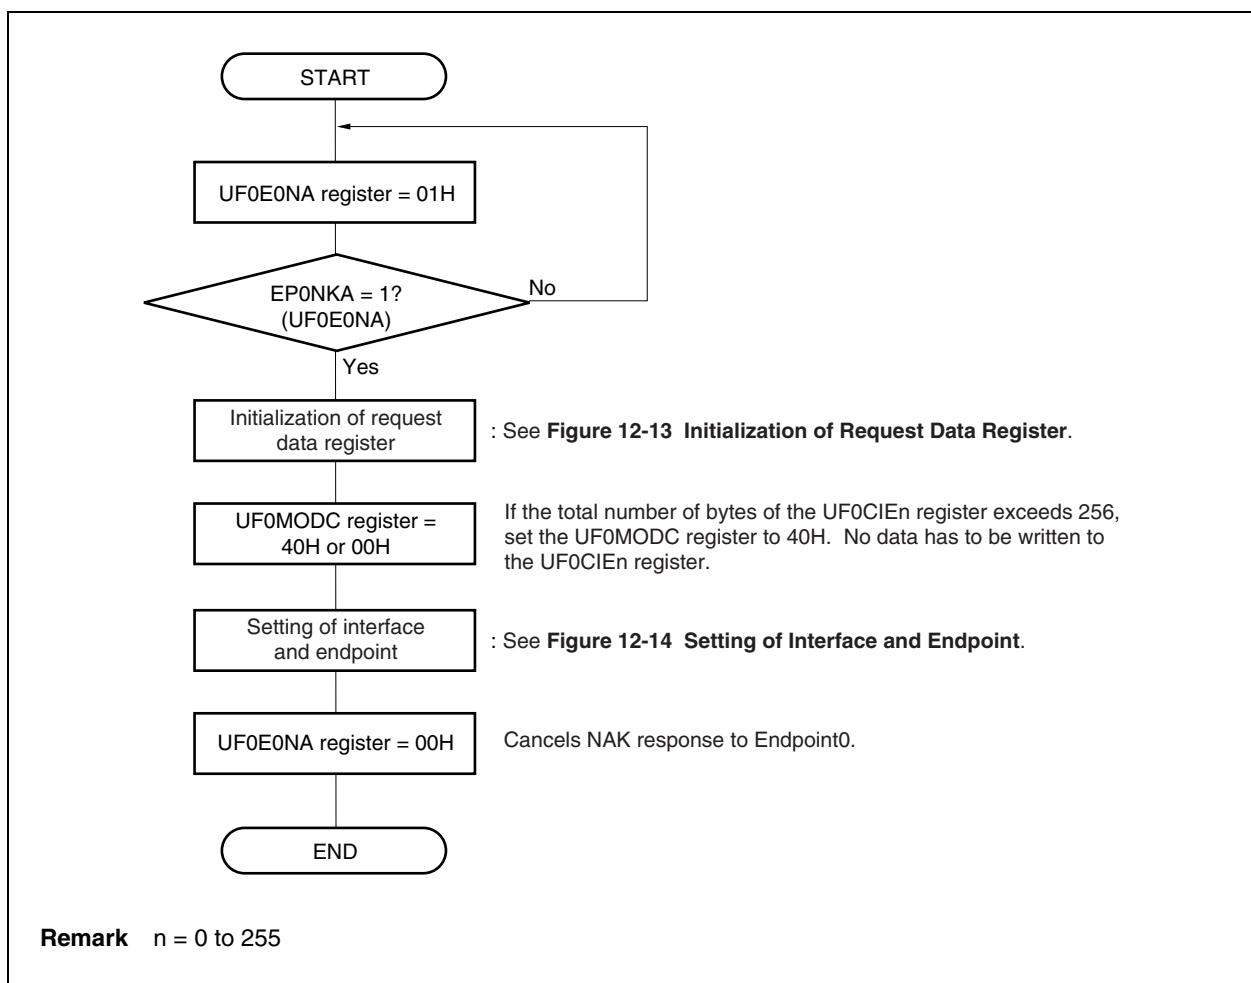 START
UF0E0NA register = 01H
EP0NKA = 1?
(UF0E0NA)
No
Yes
Initialization of request
data register
: See Figure 12-13 Initialization of Request Data Register.
UF0MODC register =
40H or 00H
If the total number of bytes of the UF0CIEn register exceeds 256,
set the UF0MODC register to 40H. No data has to be written to
the UF0CIEn register.
Setting of interface
and endpoint
: See Figure 12-14 Setting of Interface and Endpoint.
UF0E0NA register = 00H
Cancels NAK response to Endpoint0.
END
Remark n = 0 to 255